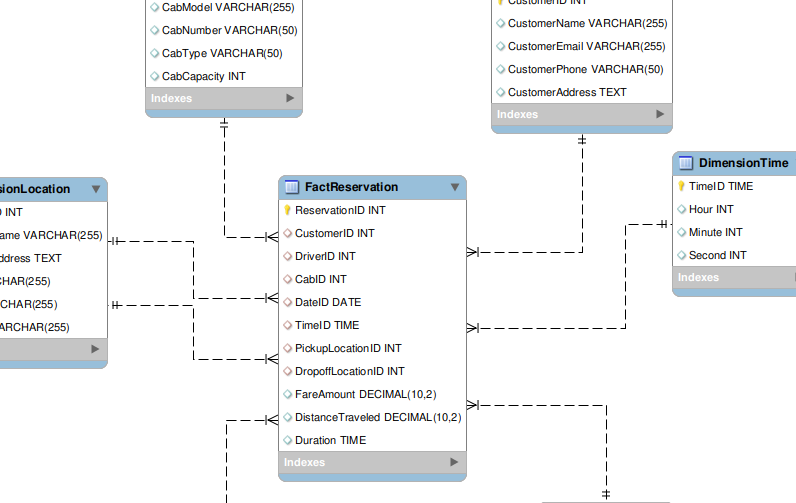 CabModel VARCHAR(255)
CabNumber VARCHAR(50)
CabType VARCHAR(50)
CabCapacity INT
Indexes
CustomerID INT
CustomerName VARCHAR(255)
CustomerEmail VARCHAR(255)
CustomerPhone VARCHAR(50)
CustomerAddress TEXT
Indexes
sionLocation
D INT
ame VARCHAR(255)
ddress TEXT
CHAR(255)
CHAR(255)
ARCHAR(255)
FactReservation
ReservationID INT
CustomerID INT
DriverID INT
CabID INT
DateID DATE
TimeID TIME
PickupLocationID INT
DropoffLocationID INT
FareAmount DECIMAL(10,2)
DistanceTraveled DECIMAL(10,2)
Duration TIME
Indexes
DimensionTime
TimeID TIME
Hour INT
Minute INT
Second INT
Indexes